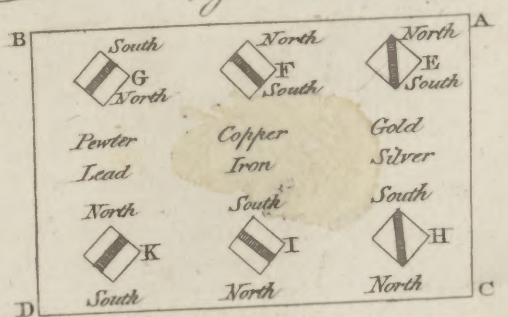 B A
South North North
G F E
North South South
Pewter Copper Gold
Lead Iron Silver
North South South
K I H
South North North
D C